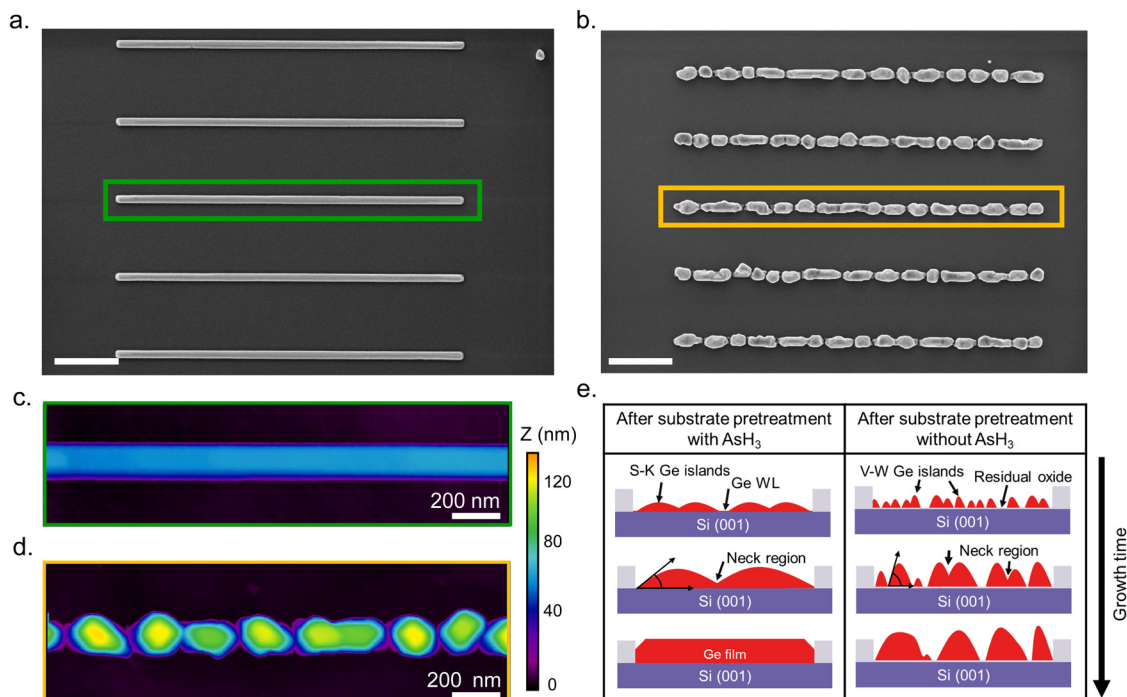 a.
b.
c.
Z (nm)
120
80
40
0
200 nm
d.
200 nm
e.
After substrate pretreatment
with AsH₃
After substrate pretreatment
without AsH₃
S-K Ge islands
Ge WL
Si (001)
V-W Ge islands
Residual oxide
Si (001)
Neck region
Si (001)
Neck region
Si (001)
Ge film
Si (001)
Si (001)
Growth time